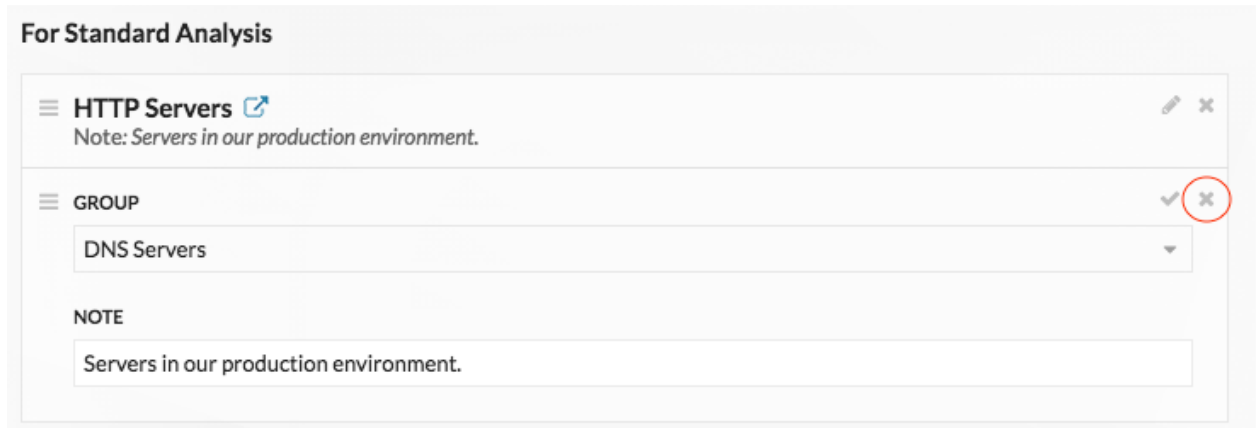 For Standard Analysis
HTTP Servers
Note: Servers in our production environment.
GROUP
DNS Servers
NOTE
Servers in our production environment.